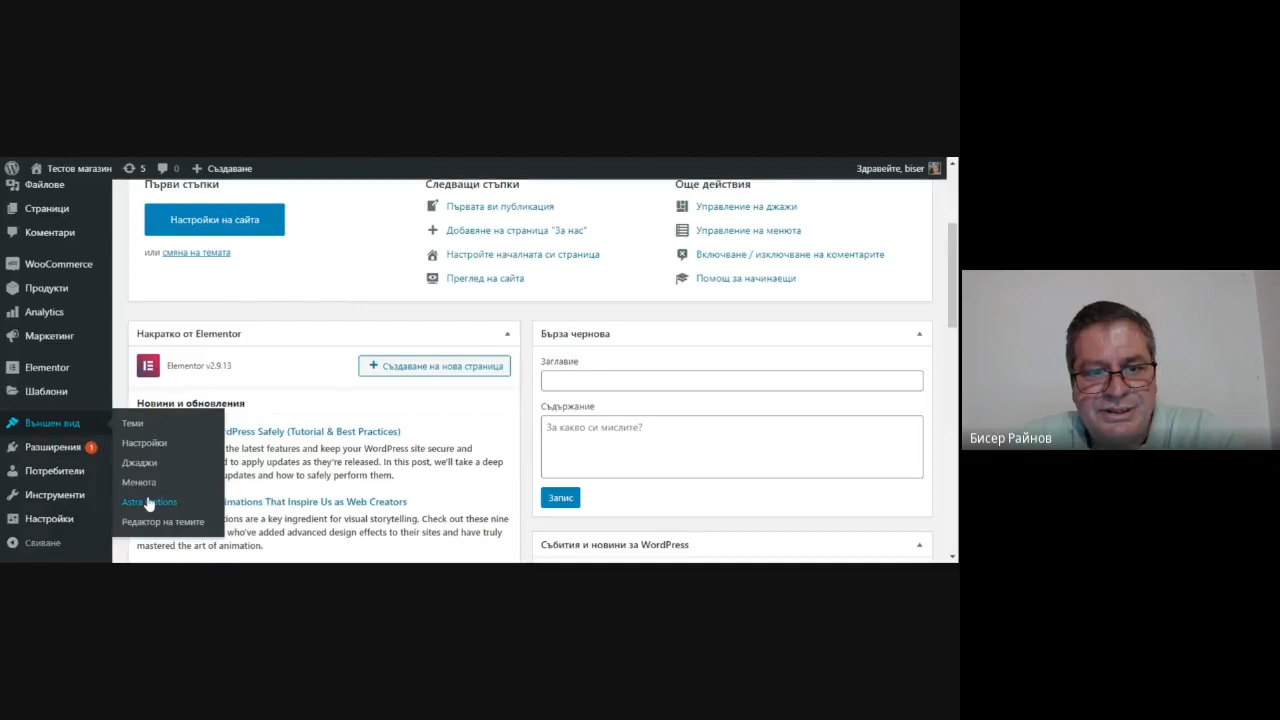 Тестов магазин
5
0
Създаване
Здравейте, biser
Файлове
Страници
Коментари
WooCommerce
Продукти
Analytics
Маркетинг
Elementor
Шаблони
Външен вид
Разширения 1
Потребители
Инструменти
Настройки
Свиване
Теми
Настройки
Джаджи
Менюта
Astra
Редактор на темите
Първи стъпки
Настройки на сайта
или смяна на темата
Следващи стъпки
Първата ви публикация
Добавяне на страница "За нас"
Настройте началната си страница
Преглед на сайта
Още действия
Управление на джажи
Управление на менюта
Включване / изключване на коментарите
Помощ за начинаещи
Накратко от Elementor
Elementor v2.9.13
Създаване на нова страница
Новини и обновления
Safely (Tutorial & Best Practices)
the latest features and keep your WordPress site secure and
to apply updates as they're released. In this post, we'll take a deep
updates and how to safely perform them.
That Inspire Us as Web Creators
are a key ingredient for visual storytelling. Check out these nine
who've added advanced design effects to their sites and have truly
mastered the art of animation.
Бърза чернова
Заглавие
Съдържание
За какво си мислите?
Запис
Събития и новини за WordPress
Бисер Райнов